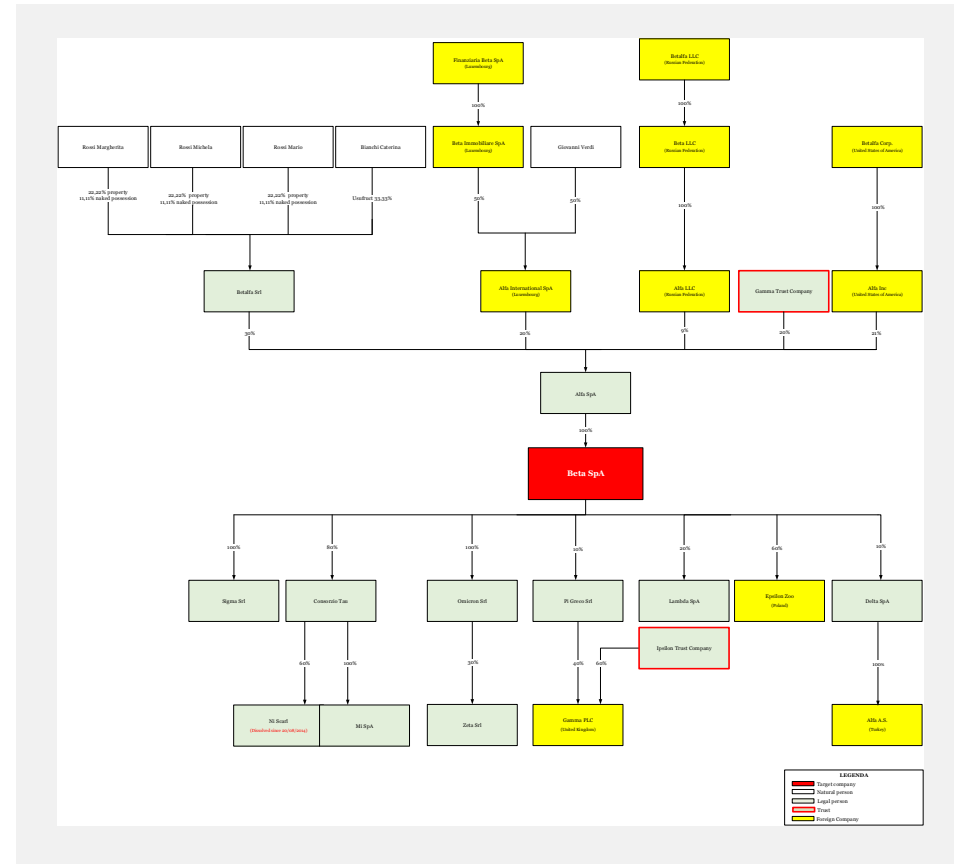 Finanziaria Beta SpA
(Luxembourg)
Betalfa LLC
(Russian Federation)
100%
100%
Rossi Margherita
Rossi Michela
Rossi Mario
Bianchi Caterina
Beta Immobiliare SpA
(Luxembourg)
Giovanni Verdi
Beta LLC
(Russian Federation)
Betalfa Corp.
(United States of America)
22,22% property
11,11% naked possession
22,22% property
11,11% naked possession
22,22% property
11,11% naked possession
Usufruct 33,33%
50%
50%
100%
100%
Betalfa Srl
Alfa International SpA
(Luxembourg)
Alfa LLC
(Russian Federation)
Gamma Trust Company
Alfa Inc
(United States of America)
30%
20%
9%
20%
21%
Alfa SpA
100%
Beta SpA
100%
80%
100%
10%
20%
60%
10%
Sigma Srl
Consorzio Tau
Omicron Srl
Pi Green Srl
Lambda SpA
Epsilon Zoo
(Poland)
Delta SpA
Ipsilon Trust Company
60%
100%
30%
40%
60%
100%
Ni Scarl
(Dissolved since 20/08/2014)
Mi SpA
Zeta Srl
Gamma PLC
(United Kingdom)
Alfa A.S.
(Turkey)
LEGENDA
Target company
Natural person
Legal person
Trust
Foreign Company